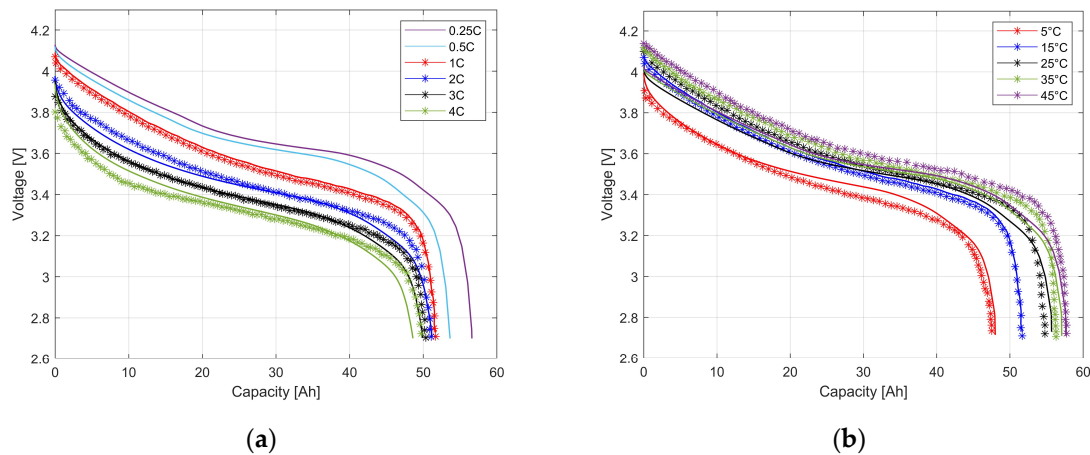 4.2
4
3.8
3.6
3.4
3.2
3
2.8
2.6
Voltage [V]
0 10 20 30 40 50 60
Capacity [Ah]
0.25C
0.5C
1C
2C
3C
4C
(a)
4.2
4
3.8
3.6
3.4
3.2
3
2.8
2.6
Voltage [V]
0 10 20 30 40 50 60
Capacity [Ah]
5°C
15°C
25°C
35°C
45°C
(b)